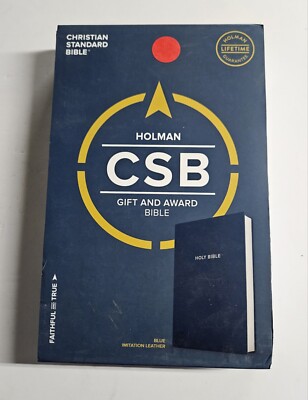 CHRISTIAN
STANDARD
BIBLE®
HOLMAN
LIFETIME
GUARANTEE
HOLMAN
CSB
GIFT AND AWARD
BIBLE
HOLY BIBLE
FAITHFUL AND TRUE
BLUE
IMITATION LEATHER